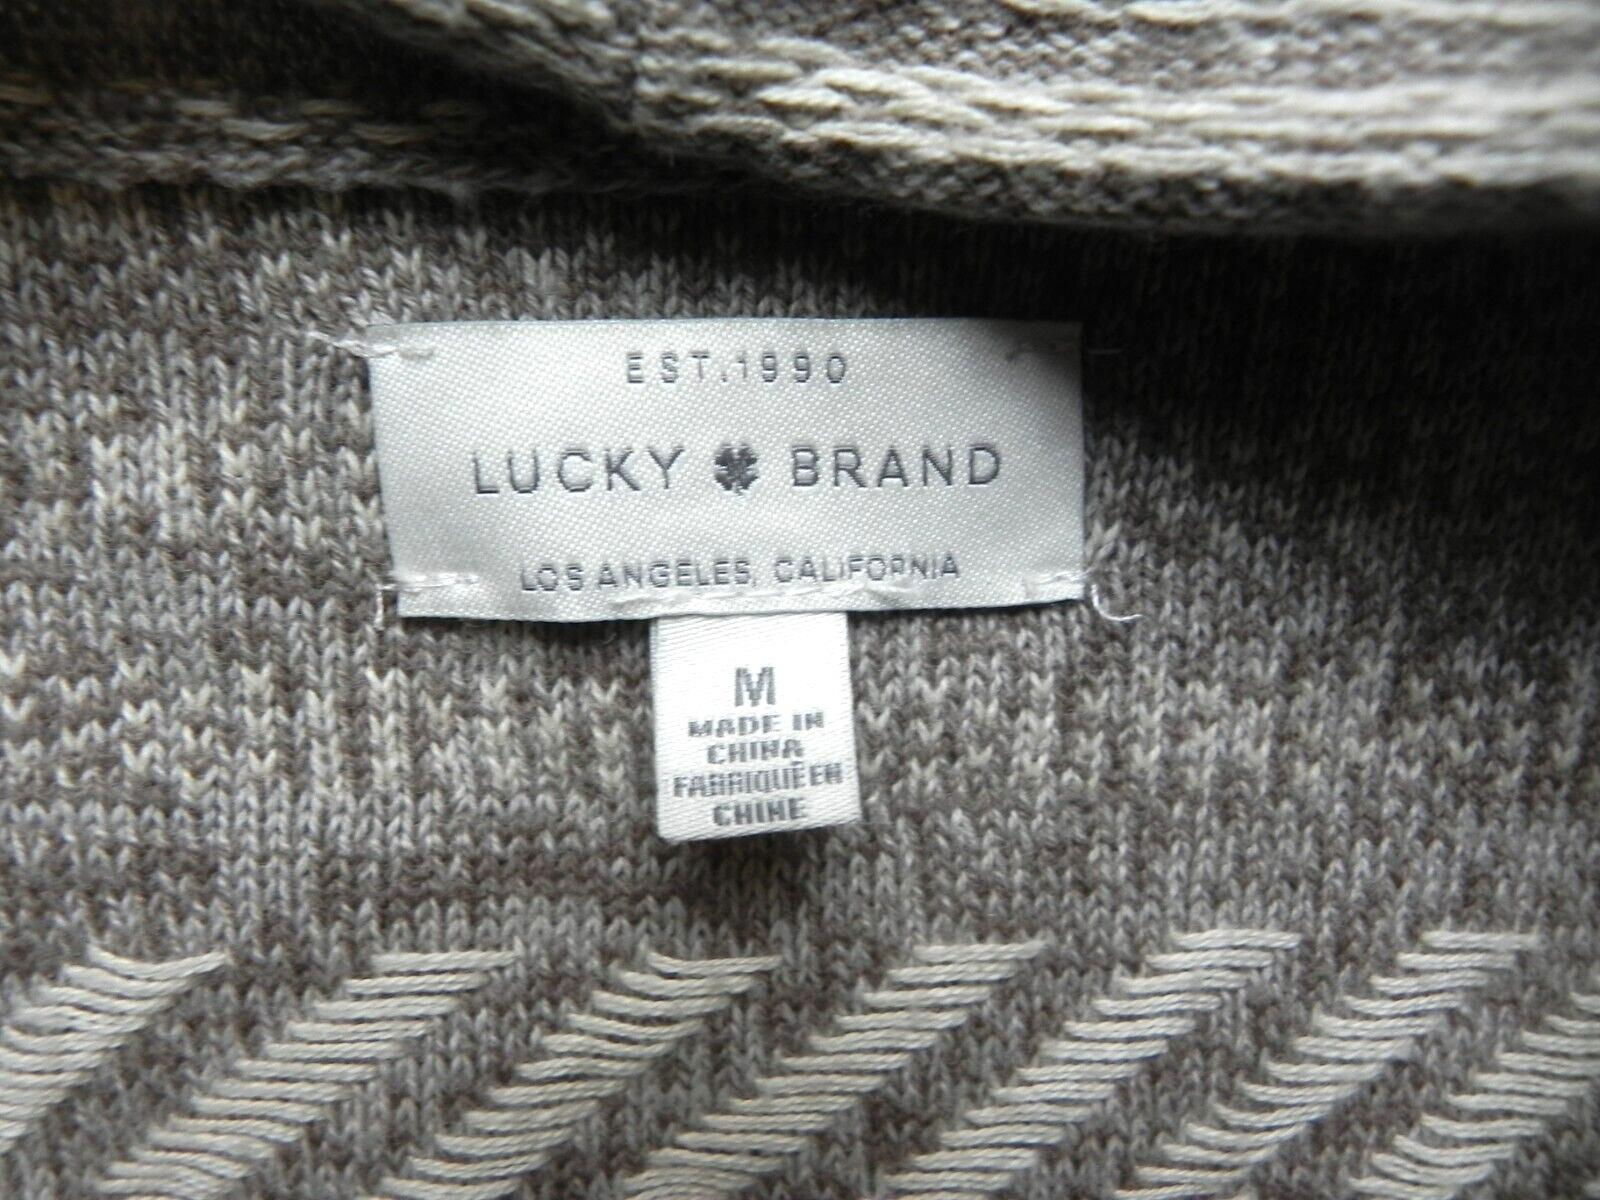 EST.1990
LUCKY BRAND
LOS ANGELES, CALIFORNIA
M
MADE IN
CHINA
FABRIQUÉ EN
CHINE